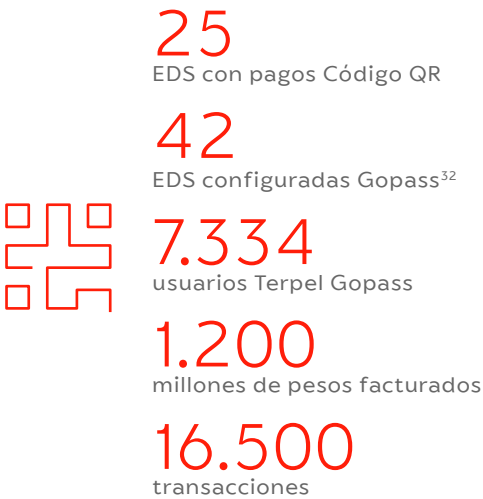 25
EDS con pagos Código QR
42
EDS configuradas Gopass³²
7.334
usuarios Terpel Gopass
1.200
millones de pesos facturados
16.500
transacciones